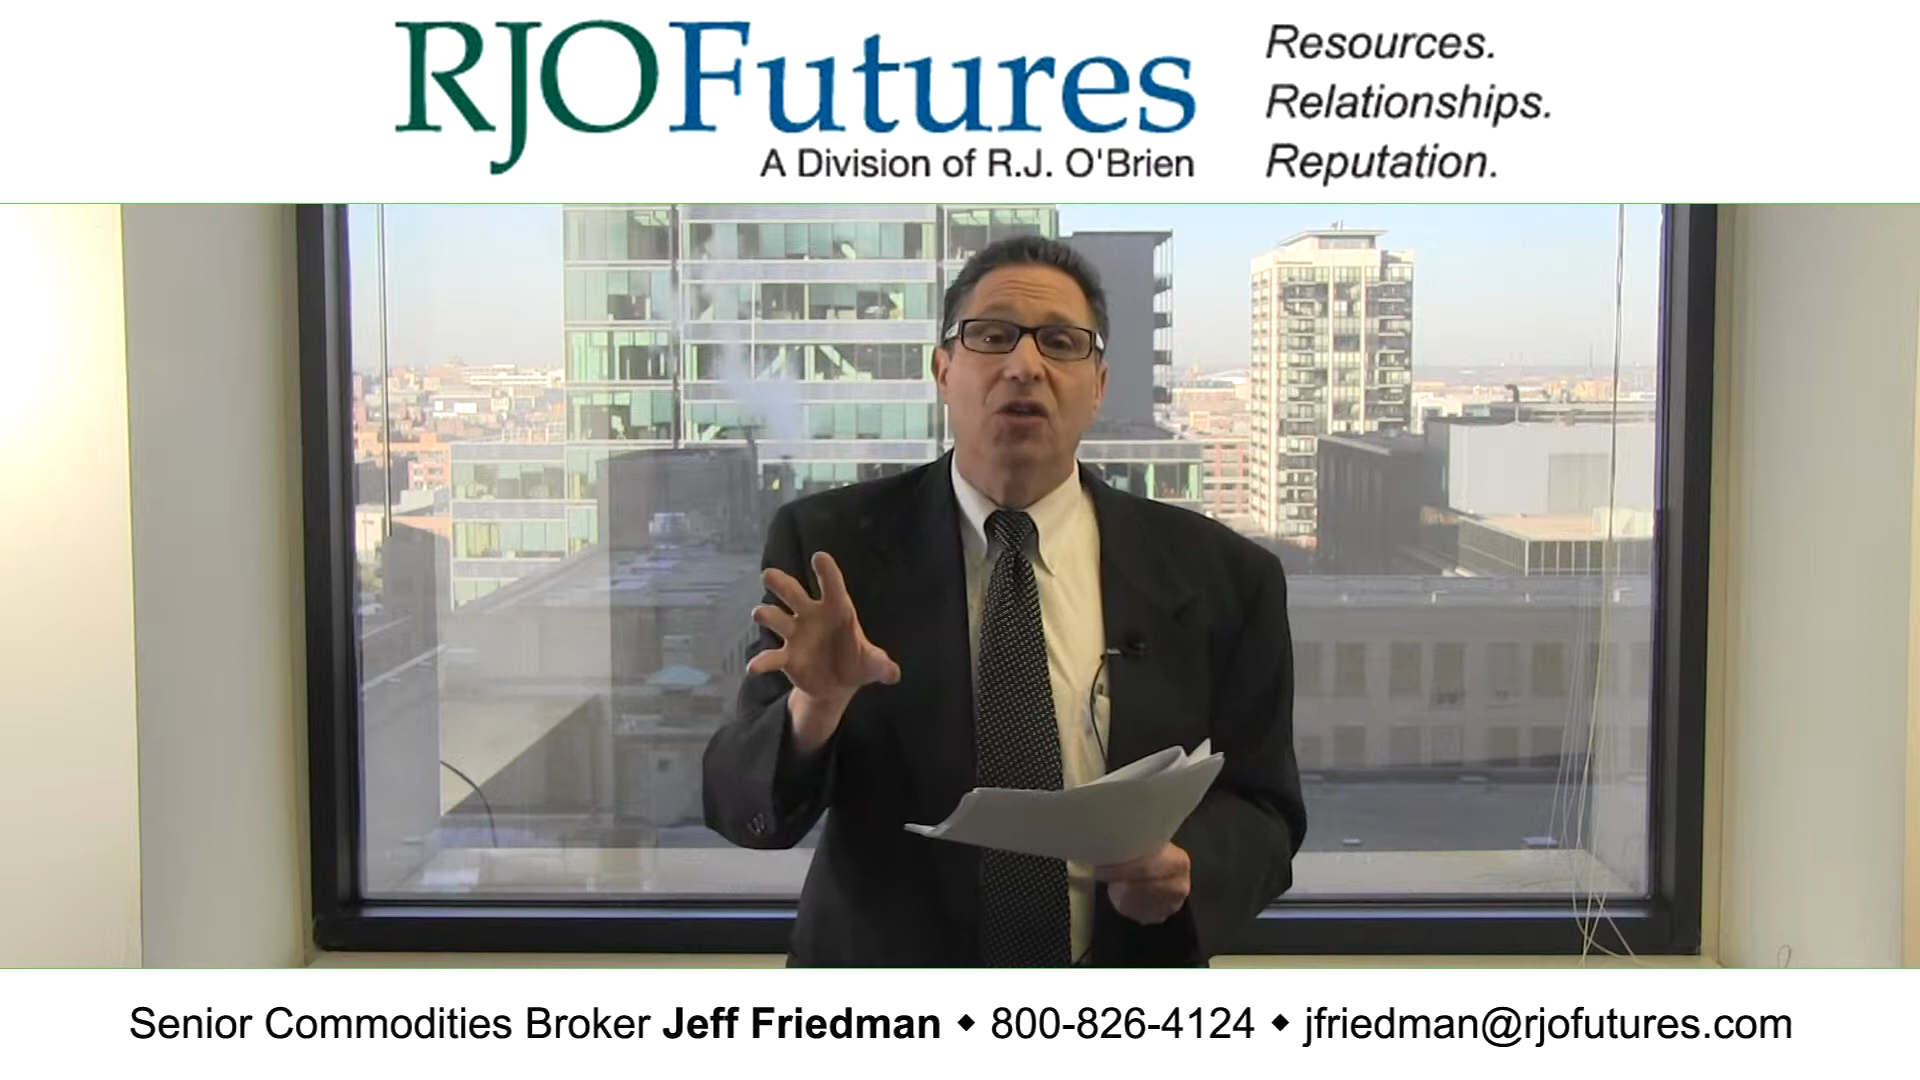 RJOFutures
A Division of R.J. O'Brien
Resources.
Relationships.
Reputation.
Senior Commodities Broker Jeff Friedman ◆ 800-826-4124 ◆ jfriedman@rjofutures.com